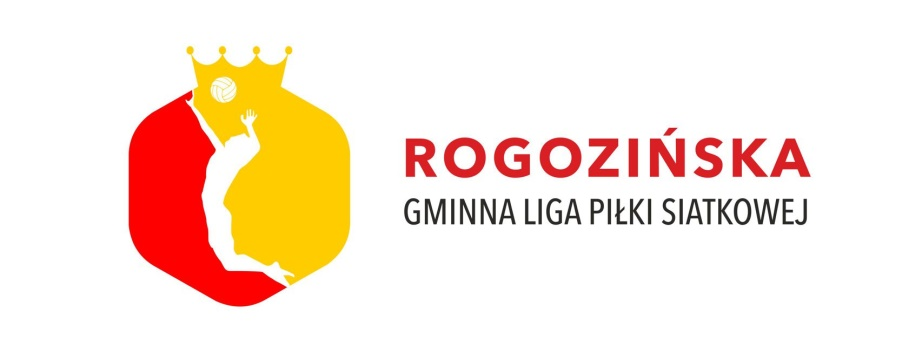 ROGOZIŃSKA
GMINNA LIGA PIŁKI SIATKOWEJ